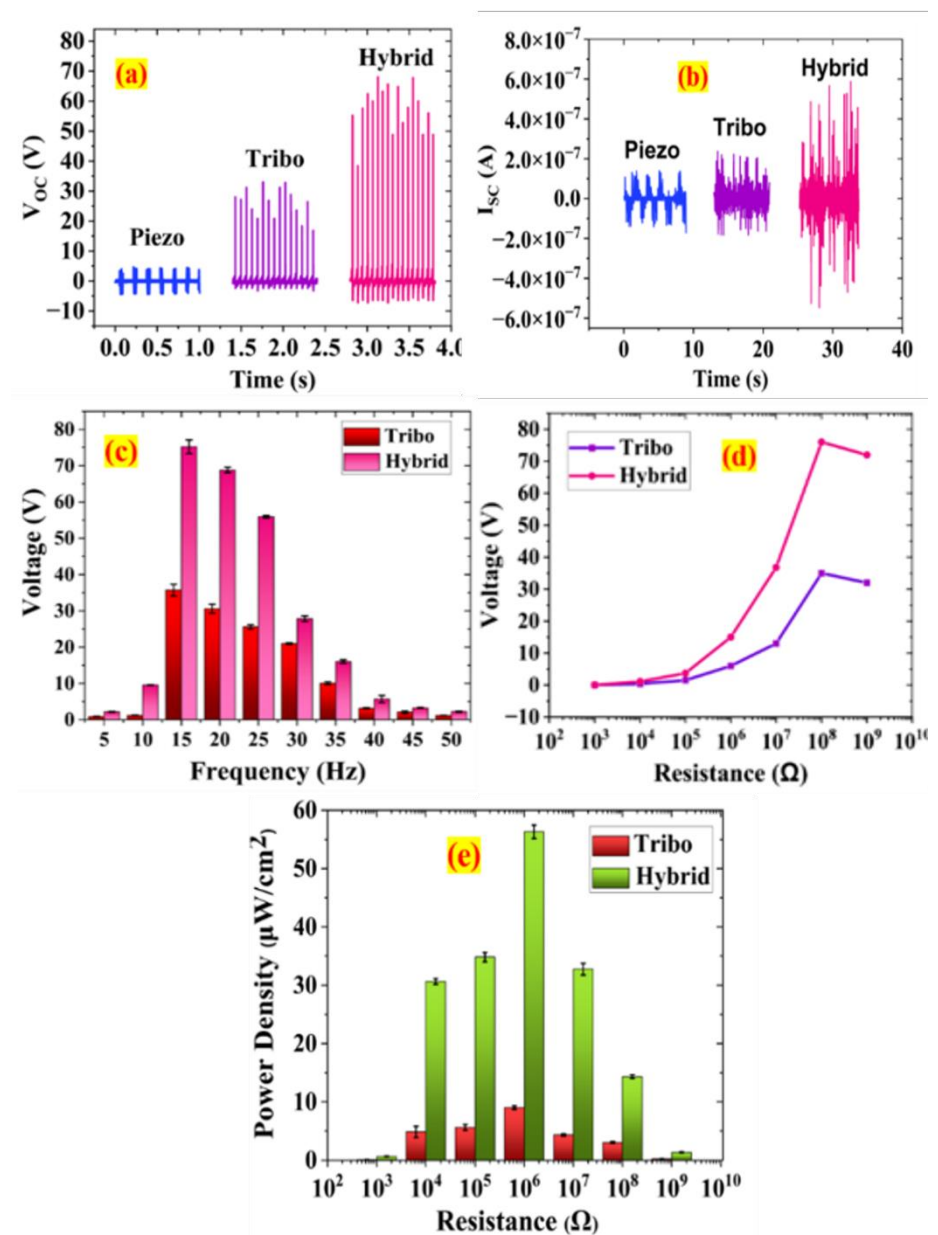 (a)
Hybrid
Tribo
Piezo
80
70
60
50
40
30
20
10
0
−10
V_OC (V)
0.0 0.5 1.0 1.5 2.0 2.5 3.0 3.5 4.0
Time (s)
(b)
Hybrid
Tribo
Piezo
8.0×10⁻⁷
6.0×10⁻⁷
4.0×10⁻⁷
2.0×10⁻⁷
0.0
−2.0×10⁻⁷
−4.0×10⁻⁷
−6.0×10⁻⁷
I_SC (A)
0 10 20 30 40
Time (s)
(c)
Tribo
Hybrid
80
70
60
50
40
30
20
10
0
Voltage (V)
5 10 15 20 25 30 35 40 45 50
Frequency (Hz)
(d)
Tribo
Hybrid
80
70
60
50
40
30
20
10
0
−10
Voltage (V)
10² 10³ 10⁴ 10⁵ 10⁶ 10⁷ 10⁸ 10⁹ 10¹⁰
Resistance (Ω)
(e)
Tribo
Hybrid
60
50
40
30
20
10
0
Power Density (μW/cm²)
10² 10³ 10⁴ 10⁵ 10⁶ 10⁷ 10⁸ 10⁹ 10¹⁰
Resistance (Ω)